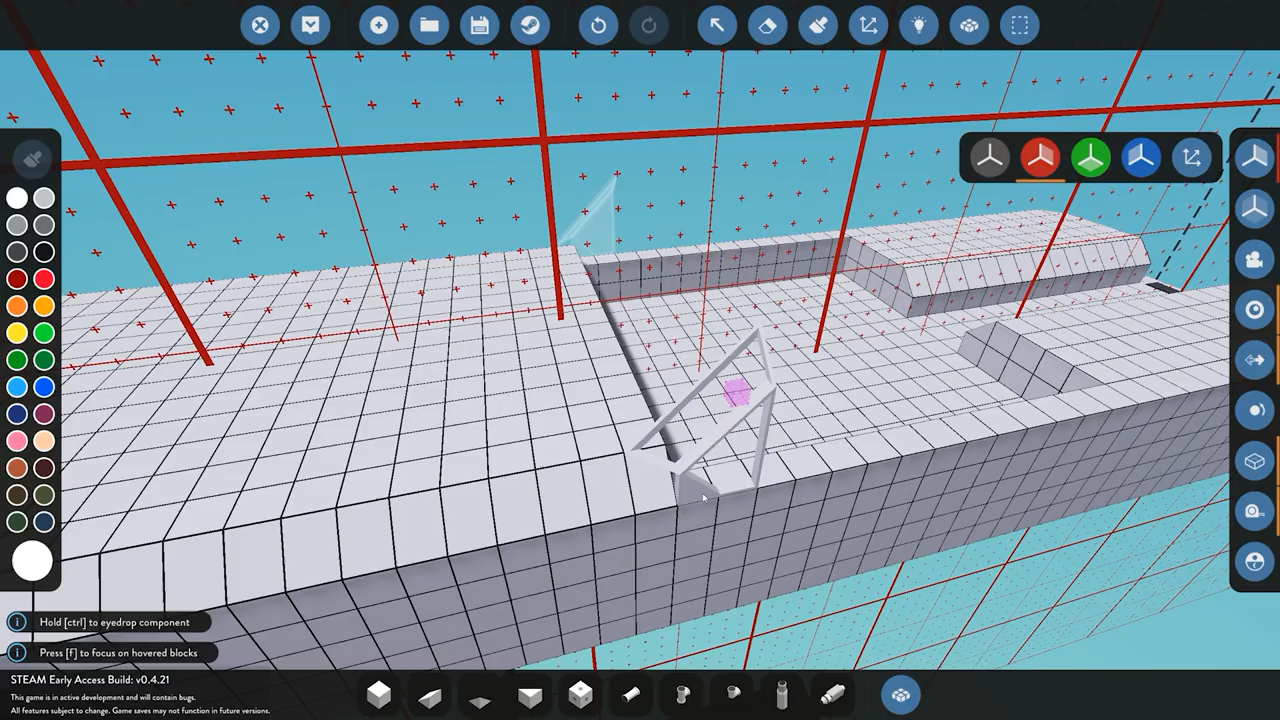 Hold [ctrl] to eyedrop component
Press [f] to focus on hovered blocks
STEAM Early Access Build: v0.4.21
This game is in active development and will contain bugs.
All features subject to change. Game saves may not function in future versions.